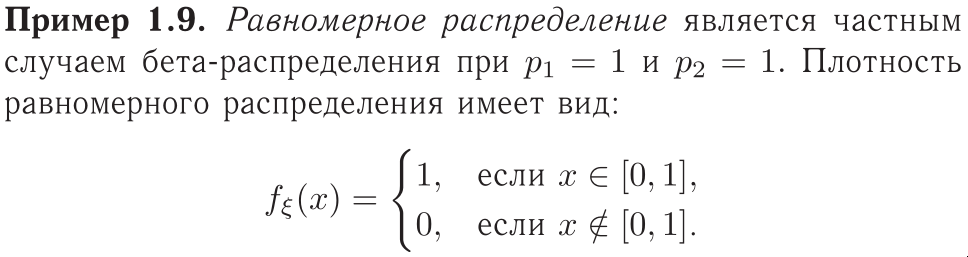 Пример 1.9. Равномерное распределение является частным
случаем бета-распределения при p₁ = 1 и p₂ = 1. Плотность
равномерного распределения имеет вид:
f_ξ(x) = { 1, если x ∈ [0, 1],
0, если x ∉ [0, 1].